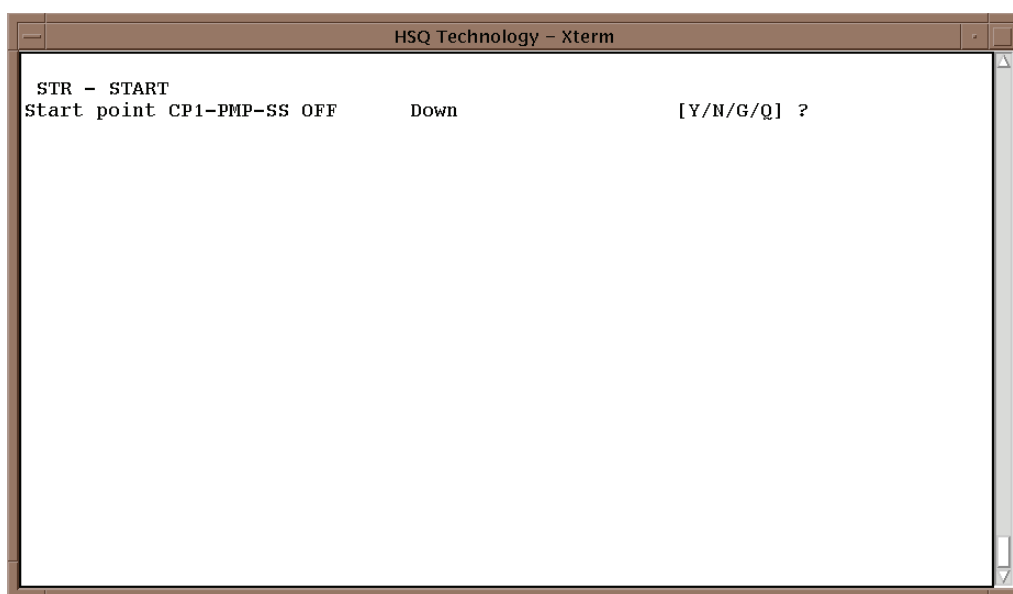 HSQ Technology – Xterm
STR – START
Start point CP1–PMP–SS OFF Down [Y/N/G/Q] ?